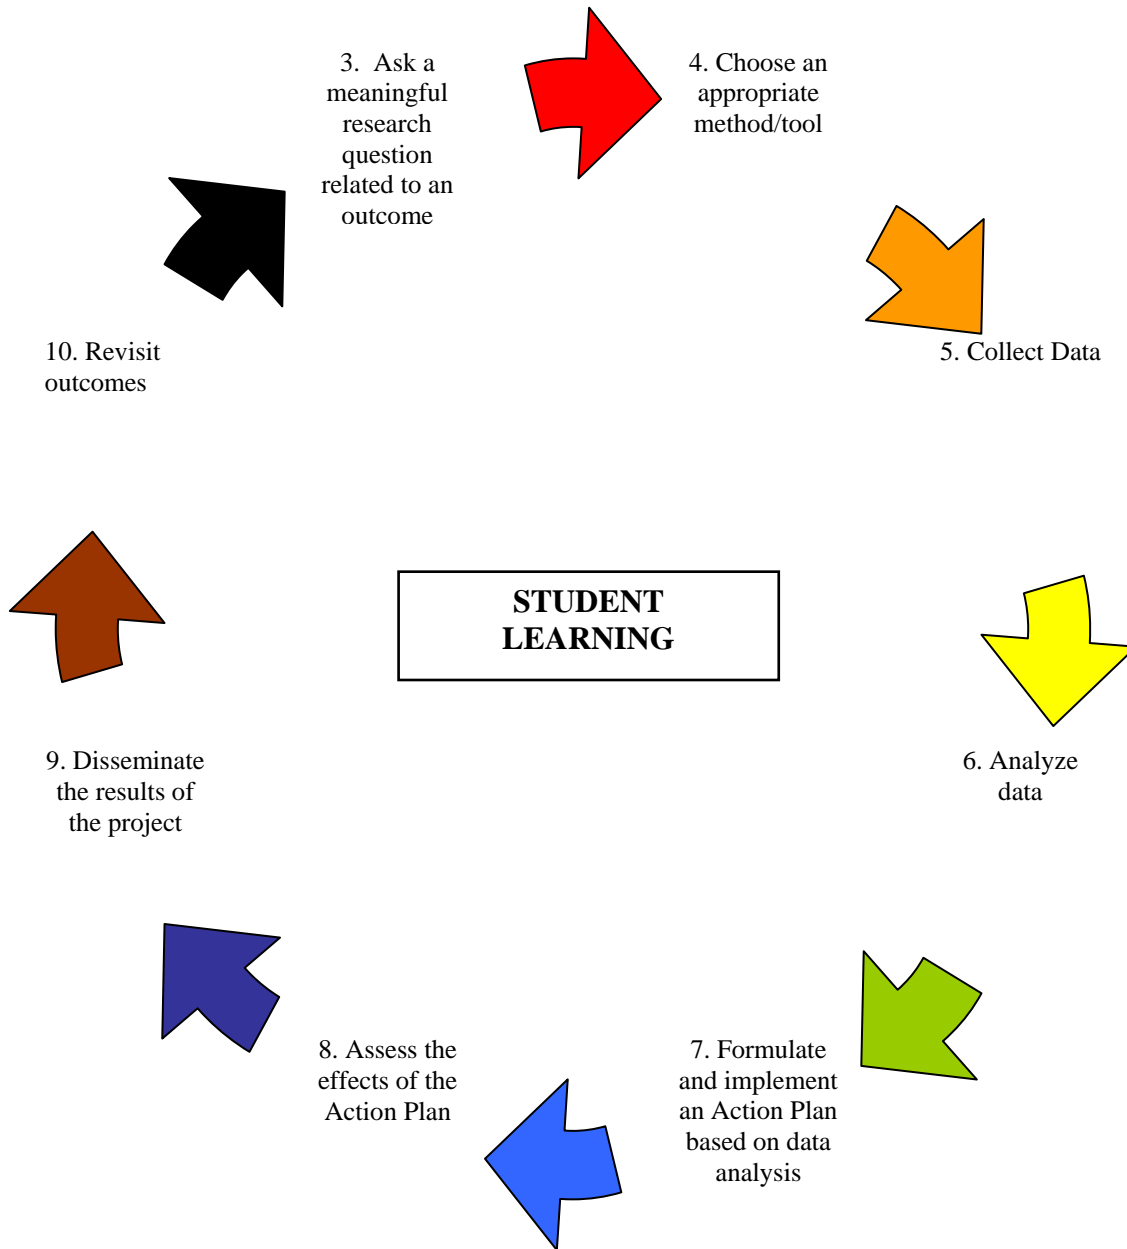 3. Ask a
meaningful
research
question
related to an
outcome
4. Choose an
appropriate
method/tool
5. Collect Data
6. Analyze
data
7. Formulate
and implement
an Action Plan
based on data
analysis
8. Assess the
effects of the
Action Plan
9. Disseminate
the results of
the project
10. Revisit
outcomes
STUDENT
LEARNING